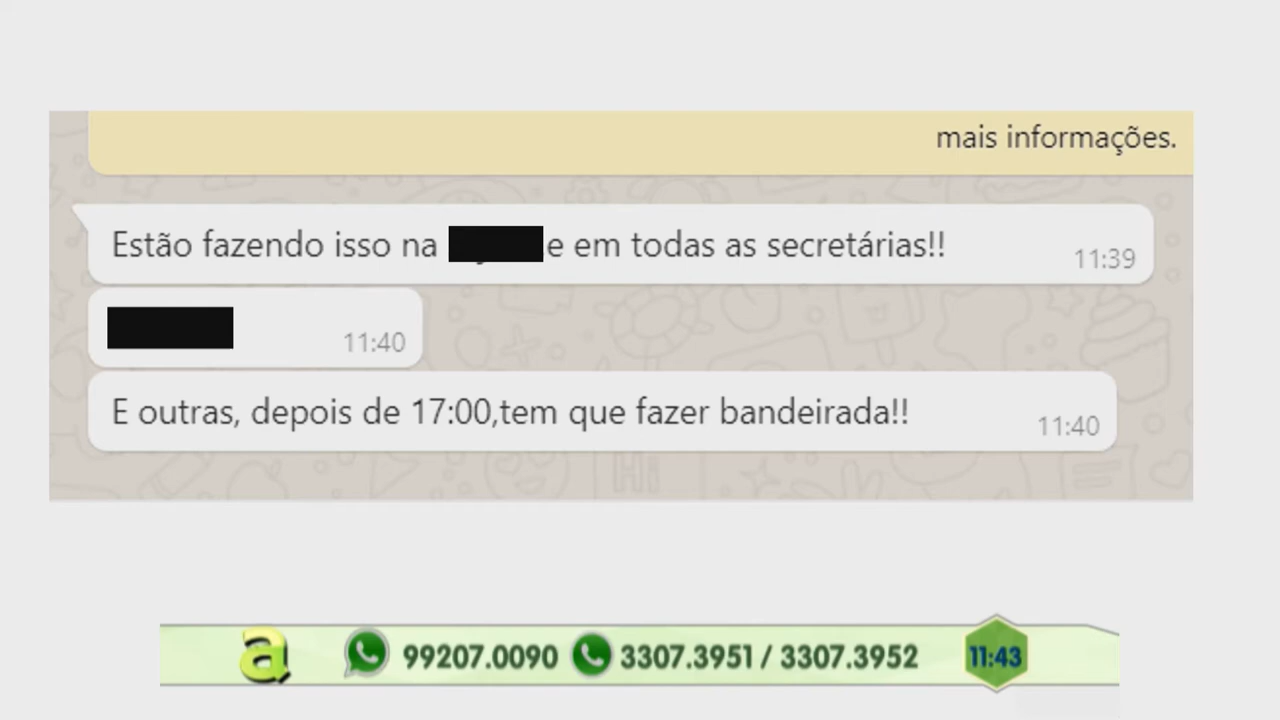 mais informações.
Estão fazendo isso na e em todas as secretárias!!
11:39
11:40
E outras, depois de 17:00,tem que fazer bandeirada!!
11:40
a 99207.0090 3307.3951 / 3307.3952 11:43